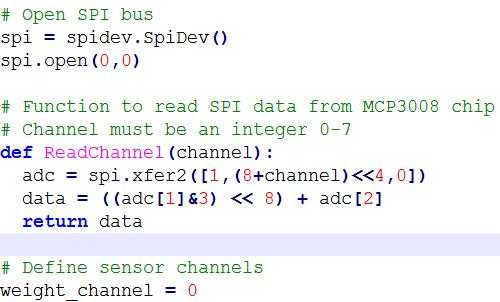 # Open SPI bus
spi = spidev.SpiDev()
spi.open(0,0)
# Function to read SPI data from MCP3008 chip
# Channel must be an integer 0-7
def ReadChannel(channel):
  adc = spi.xfer2([1,(8+channel)<<4,0])
  data = ((adc[1]&3) << 8) + adc[2]
  return data
# Define sensor channels
weight_channel = 0